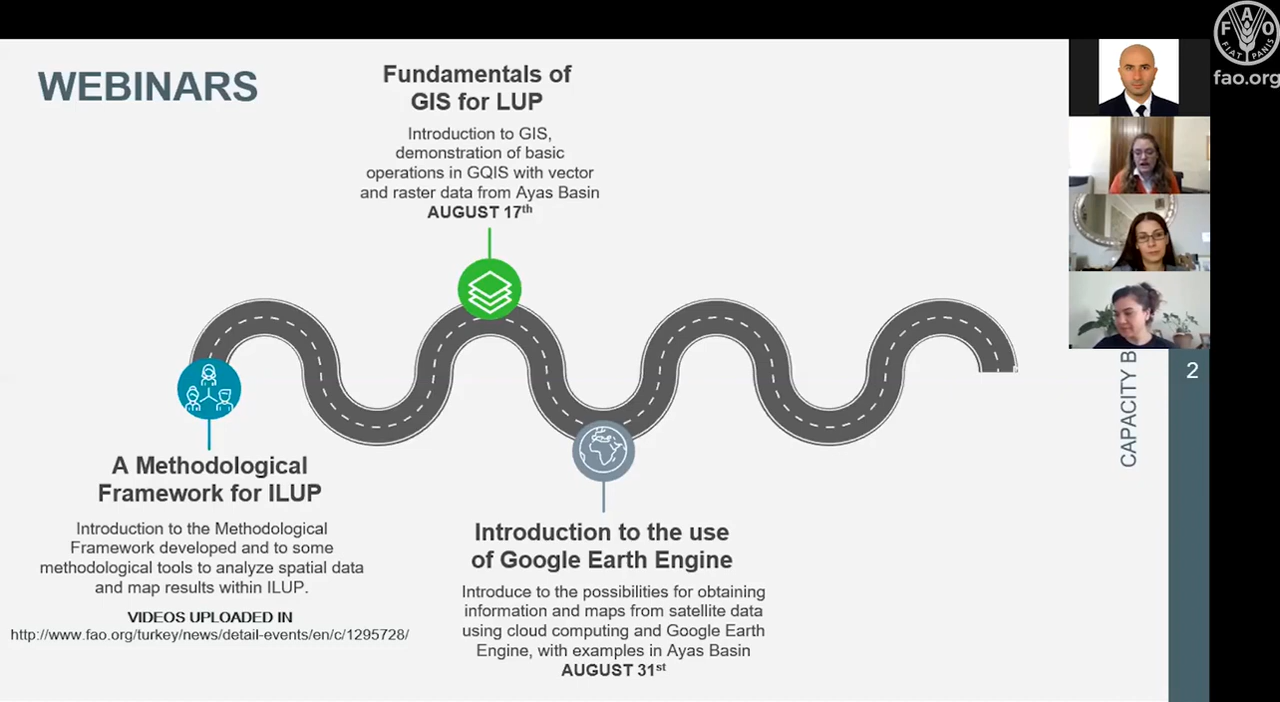 WEBINARS
Fundamentals of
GIS for LUP
Introduction to GIS,
demonstration of basic
operations in GQIS with vector
and raster data from Ayas Basin
AUGUST 17th
A Methodological
Framework for ILUP
Introduction to the Methodological
Framework developed and to some
methodological tools to analyze spatial data
and map results within ILUP.
VIDEOS UPLOADED IN
http://www.fao.org/turkey/news/detail-events/en/c/1295728/
Introduction to the use
of Google Earth Engine
Introduce to the possibilities for obtaining
information and maps from satellite data
using cloud computing and Google Earth
Engine, with examples in Ayas Basin
AUGUST 31st
CAPACITY B
2
FAO
FIAT PANIS
fao.org